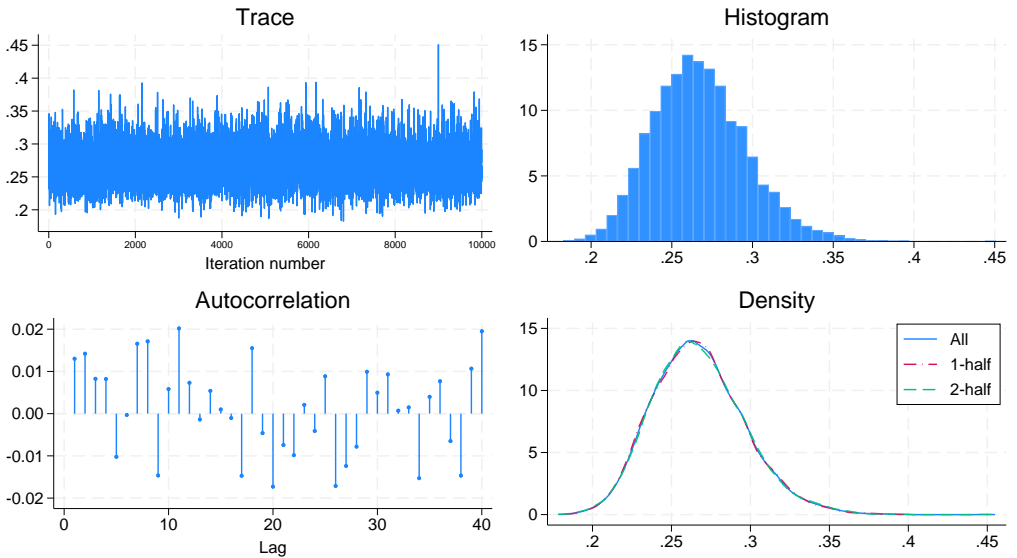 Trace
.45
.4
.35
.3
.25
.2
0 2000 4000 6000 8000 10000
Iteration number
Histogram
15
10
5
0
.2 .25 .3 .35 .4 .45
Autocorrelation
0.02
0.01
0.00
-0.01
-0.02
0 10 20 30 40
Lag
Density
15
10
5
0
.2 .25 .3 .35 .4 .45
All
1-half
2-half